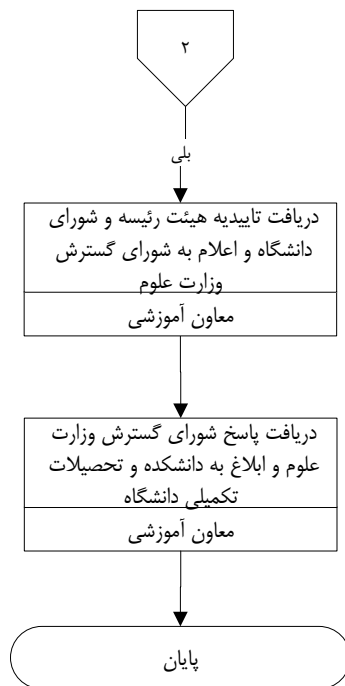 ۲
بلی
دریافت تاییدیه هیئت رئیسه و شورای
دانشگاه و اعلام به شورای گسترش
وزارت علوم
معاون آموزشی
دریافت پاسخ شورای گسترش وزارت
علوم و ابلاغ به دانشکده و تحصیلات
تکمیلی دانشگاه
معاون آموزشی
پایان